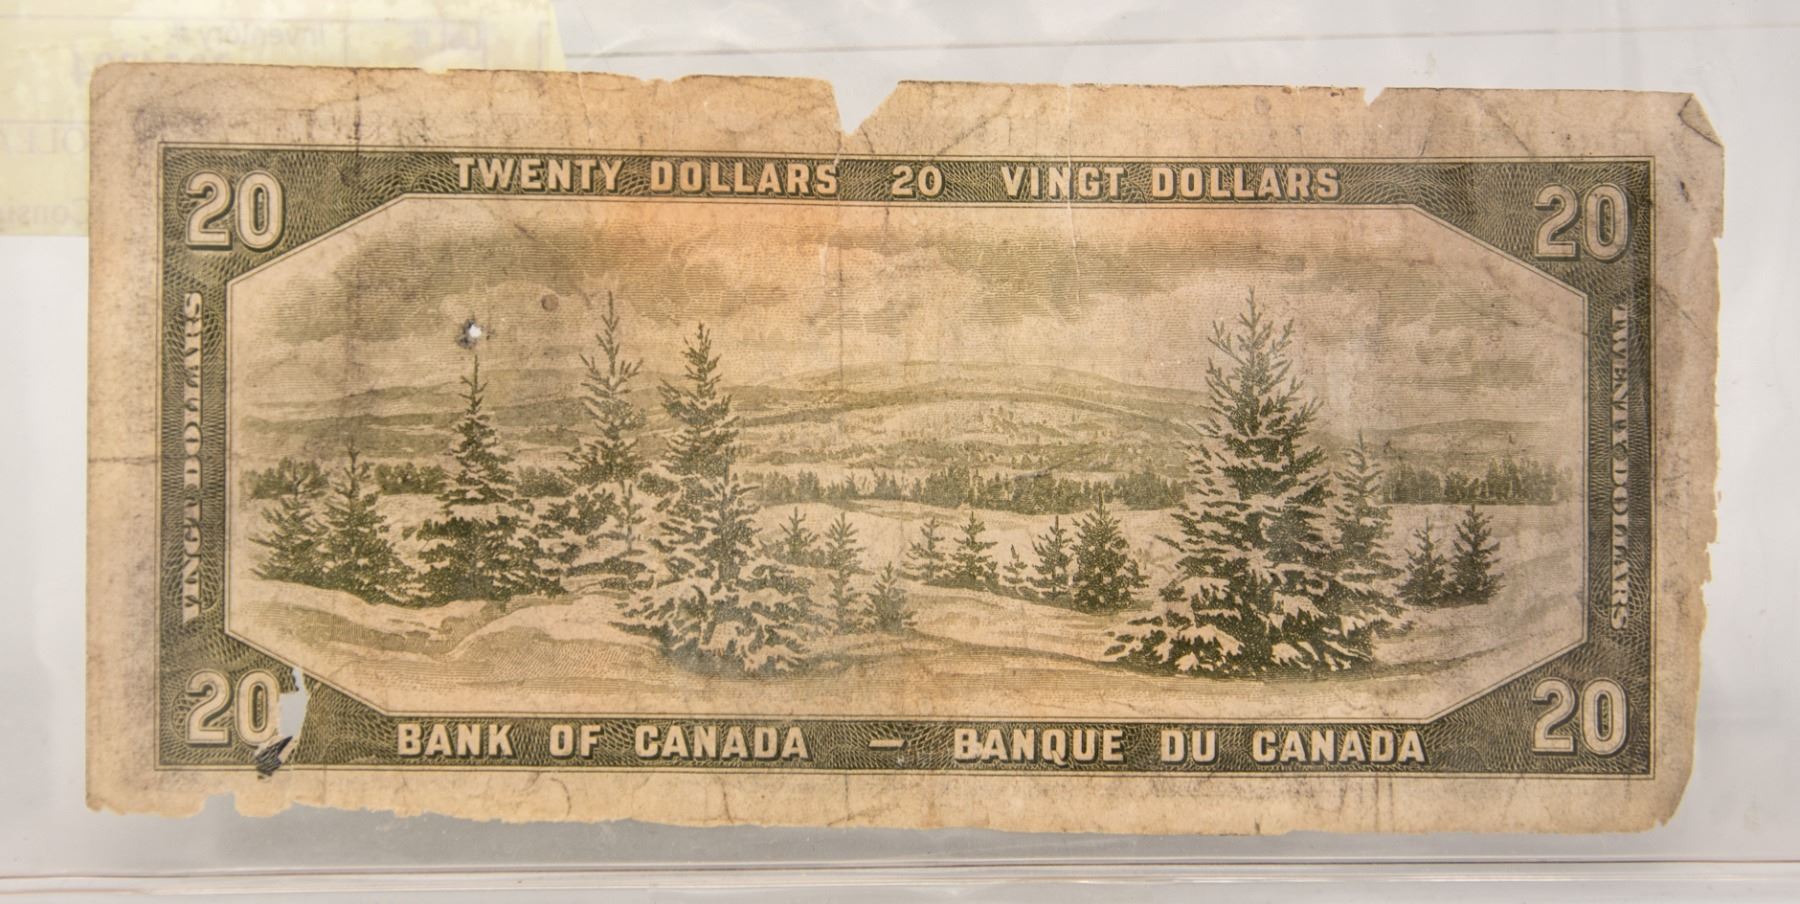 Inventory #
TWENTY DOLLARS 20 VINGT DOLLARS
20
20
VINGT DOLLARS
TWENTY DOLLARS
20
20
BANK OF CANADA — BANQUE DU CANADA